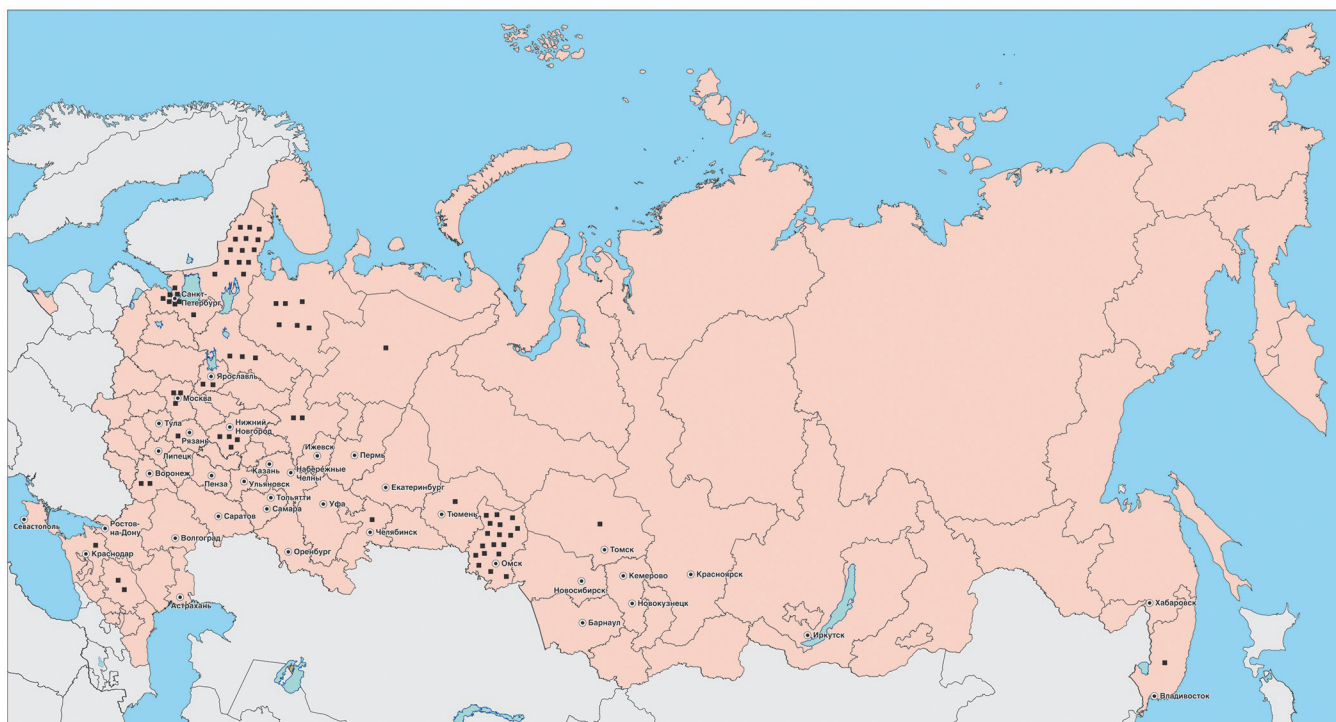 Санкт-
Петербург
Ярославль
Москва
Тула
Рязань
Нижний
Новгород
Липецк
Воронеж
Пенза
Казань
Ульяновск
Ижевск
Набережные
Челны
Пермь
Тольятти
Самара
Уфа
Екатеринбург
Тюмень
Челябинск
Саратов
Оренбург
Волгоград
Севастополь
Ростов-
на-Дону
Краснодар
Астрахань
Омск
Томск
Новосибирск
Кемерово
Новокузнецк
Барнаул
Красноярск
Иркутск
Хабаровск
Владивосток